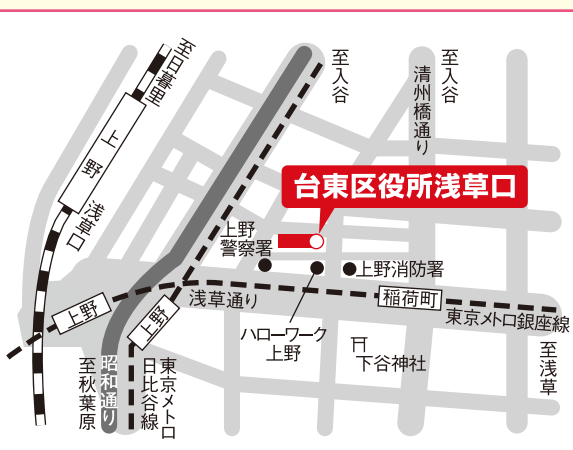 至日暮里
上野
浅草口
至入谷
清州橋通り
至入谷
台東区役所浅草口
上野
警察署
上野消防署
上野
上野
浅草通り
稲荷町
東京メトロ銀座線
ハローワーク
上野
下谷神社
至浅草
昭和通り
至秋葉原
東京メトロ
日比谷線